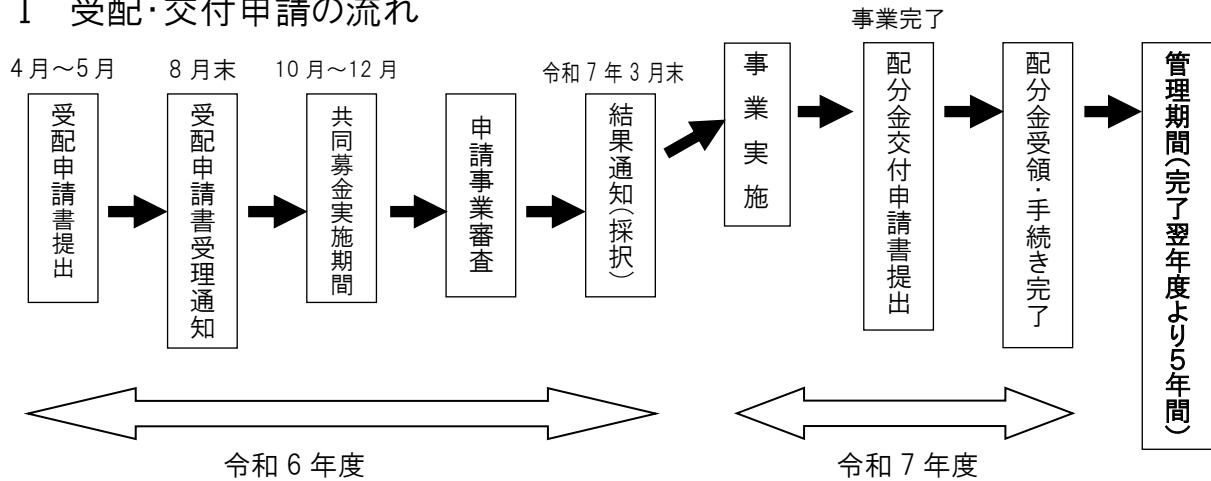 Ⅰ 受配・交付申請の流れ
4月～5月
受配申請書提出
8月末
受配申請書受理通知
10月～12月
共同募金実施期間
申請事業審査
令和7年3月末
結果通知(採択)
事業実施
事業完了
配分金交付申請書提出
配分金受領・手続き完了
管理期間(完了翌年度より5年間)
令和6年度
令和7年度